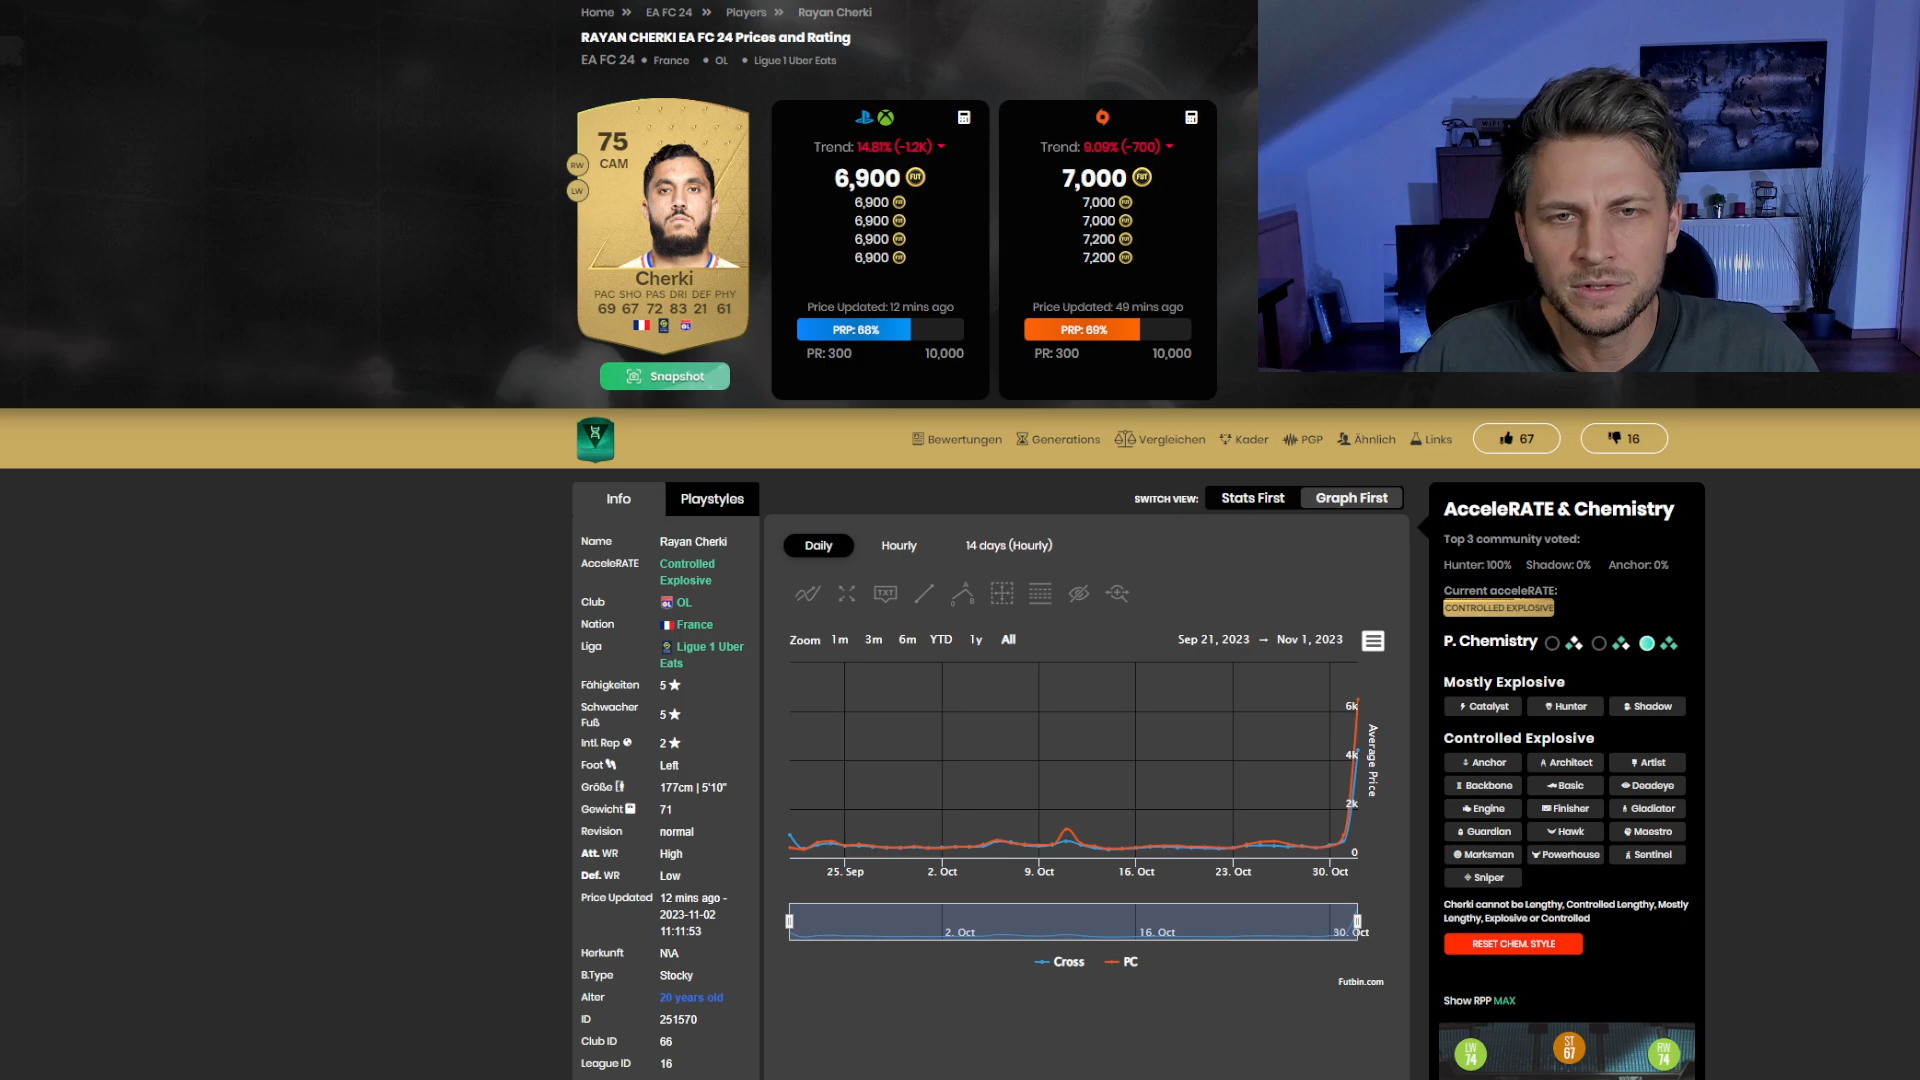 Home » EA FC 24 » Players » Rayan Cherki
RAYAN CHERKI EA FC 24 Prices and Rating
EA FC 24 • France • OL • Ligue 1 Uber Eats
75
CAM
RW
LW
Cherki
PAC SHO PAS DRI DEF PHY
69 67 72 83 21 61
Snapshot
Trend: 14.81% (-1.2K)
6,900
6,900
6,900
6,900
6,900
Price Updated: 12 mins ago
PRP: 68%
PR: 300 10,000
Trend: 9.09% (-700)
7,000
7,000
7,000
7,200
7,200
Price Updated: 49 mins ago
PRP: 69%
PR: 300 10,000
Bewertungen Generations Vergleichen Kader PGP Ähnlich Links 67 16
Info Playstyles
Name Rayan Cherki
AcceleRATE Controlled
Explosive
Club OL
Nation France
Liga Ligue 1 Uber
Eats
Fähigkeiten 5
Schwacher
Fuß 5
Intl. Rep 2
Foot Left
Größe 177cm | 5'10"
Gewicht 71
Revision normal
Att. WR High
Def. WR Low
Price Updated 12 mins ago -
2023-11-02
11:11:53
Herkunft N\A
B.Type Stocky
Alter 20 years old
ID 251570
Club ID 66
League ID 16
SWITCH VIEW: Stats First Graph First
Daily Hourly 14 days (Hourly)
TXT
Zoom 1m 3m 6m YTD 1y All Sep 21, 2023 → Nov 1, 2023
6k
4k
2k
0
Average Price
25. Sep 2. Oct 9. Oct 16. Oct 23. Oct 30. Oct
2. Oct 16. Oct 30. Oct
Cross PC
Futbin.com
AcceleRATE & Chemistry
Top 3 community voted:
Hunter: 100% Shadow: 0% Anchor: 0%
Current acceleRATE:
CONTROLLED EXPLOSIVE
P. Chemistry
Mostly Explosive
Catalyst Hunter Shadow
Controlled Explosive
Anchor Architect Artist
Backbone Basic Deadeye
Engine Finisher Gladiator
Guardian Hawk Maestro
Marksman Powerhouse Sentinel
Sniper
Cherki cannot be Lengthy, Controlled Lengthy, Mostly
Lengthy, Explosive or Controlled
RESET CHEM. STYLE
Show RPP MAX
LW
74
ST
67
RW
74